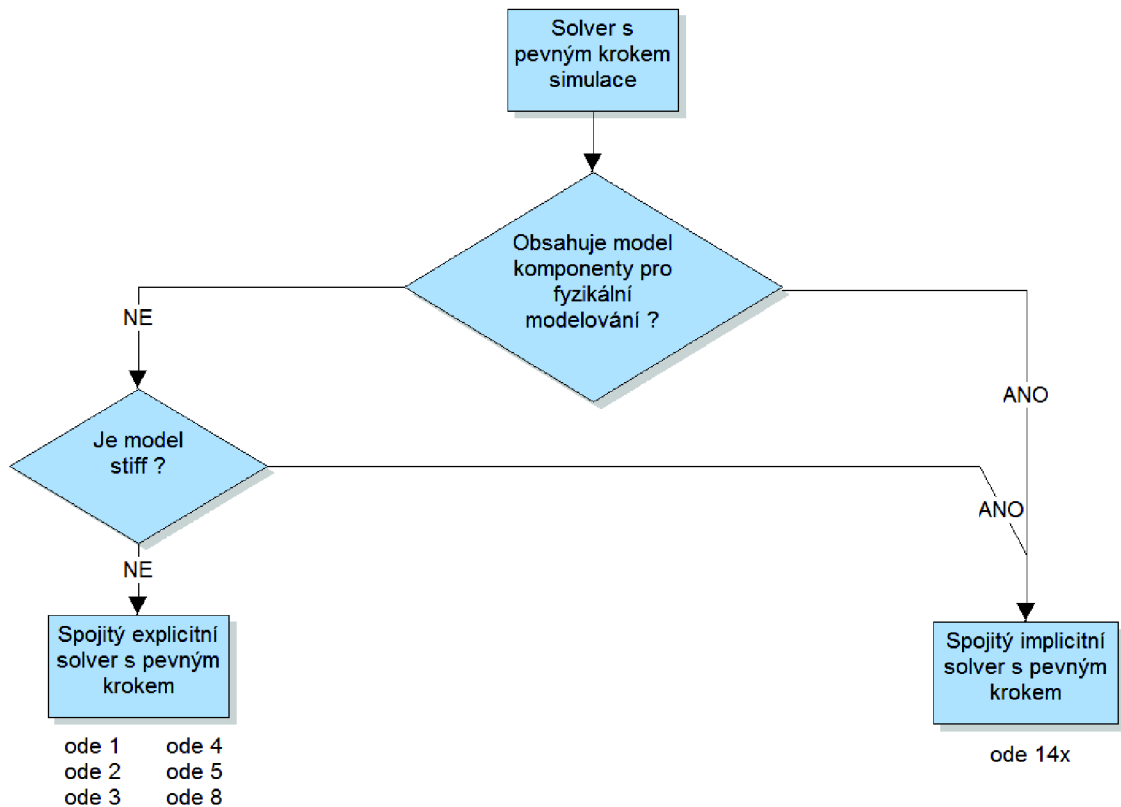 Solver s
pevným krokem
simulace
Obsahuje model
komponenty pro
fyzikální
modelování ?
NE
ANO
Je model
stiff ?
ANO
NE
Spojitý explicitní
solver s pevným
krokem
Spojitý implicitní
solver s pevným
krokem
ode 1 ode 4
ode 2 ode 5
ode 3 ode 8
ode 14x